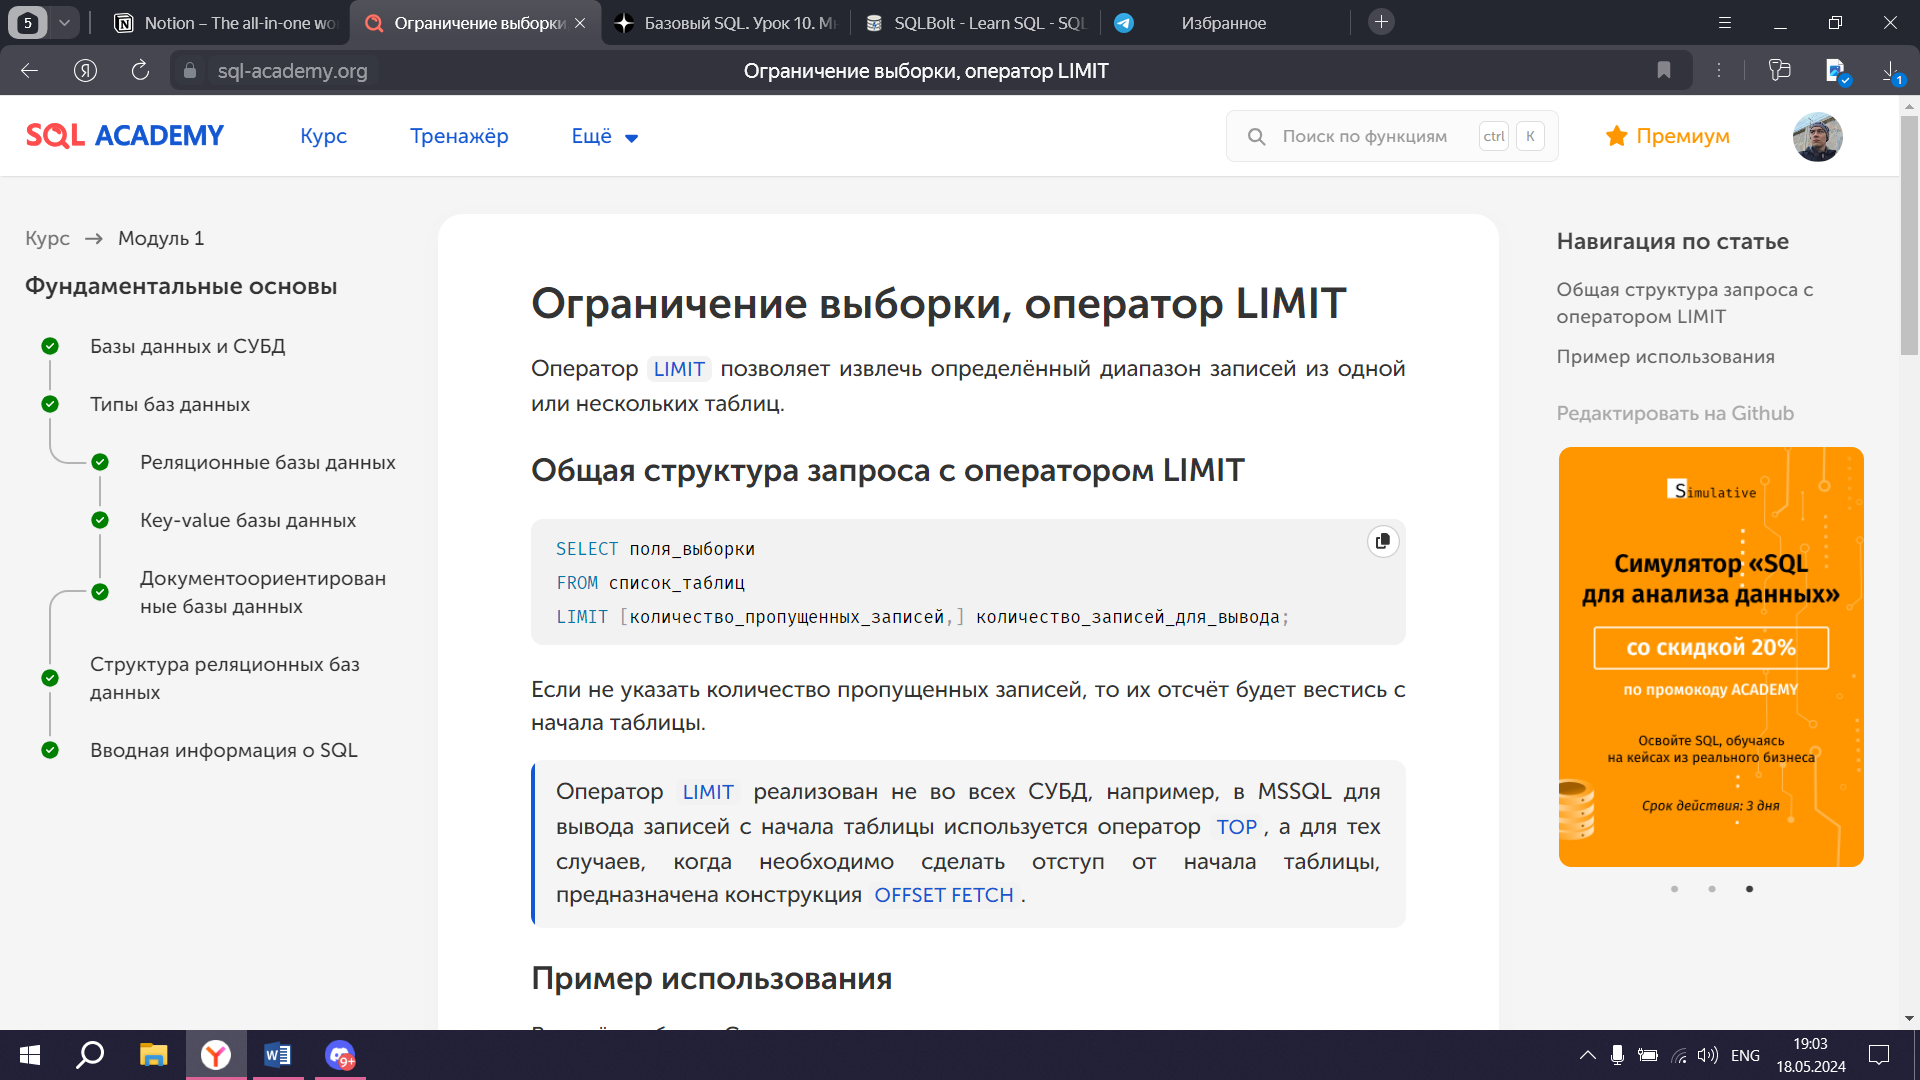 5
Notion – The all-in-one wo
Ограничение выборки,
Базовый SQL. Урок 10. Мн
SQLBolt - Learn SQL - SQL
Избранное
sql-academy.org
Ограничение выборки, оператор LIMIT
1
SQL ACADEMY
Курс
Тренажёр
Ещё
Поиск по функциям
ctrl
K
Премиум
Курс → Модуль 1
Фундаментальные основы
Базы данных и СУБД
Типы баз данных
Реляционные базы данных
Key-value базы данных
Документоориентирован
ные базы данных
Структура реляционных баз
данных
Вводная информация о SQL
Ограничение выборки, оператор LIMIT
Оператор LIMIT позволяет извлечь определённый диапазон записей из одной
или нескольких таблиц.
Общая структура запроса с оператором LIMIT
SELECT поля_выборки
FROM список_таблиц
LIMIT [количество_пропущенных_записей,] количество_записей_для_вывода;
Если не указать количество пропущенных записей, то их отсчёт будет вестись с
начала таблицы.
Оператор LIMIT реализован не во всех СУБД, например, в MSSQL для
вывода записей с начала таблицы используется оператор TOP , а для тех
случаев, когда необходимо сделать отступ от начала таблицы,
предназначена конструкция OFFSET FETCH .
Пример использования
Навигация по статье
Общая структура запроса с
оператором LIMIT
Пример использования
Редактировать на Github
Simulative
Симулятор «SQL
для анализа данных»
со скидкой 20%
по промокоду ACADEMY
Освойте SQL, обучаясь
на кейсах из реального бизнеса
Срок действия: 3 дня
9+
ENG
19:03
18.05.2024